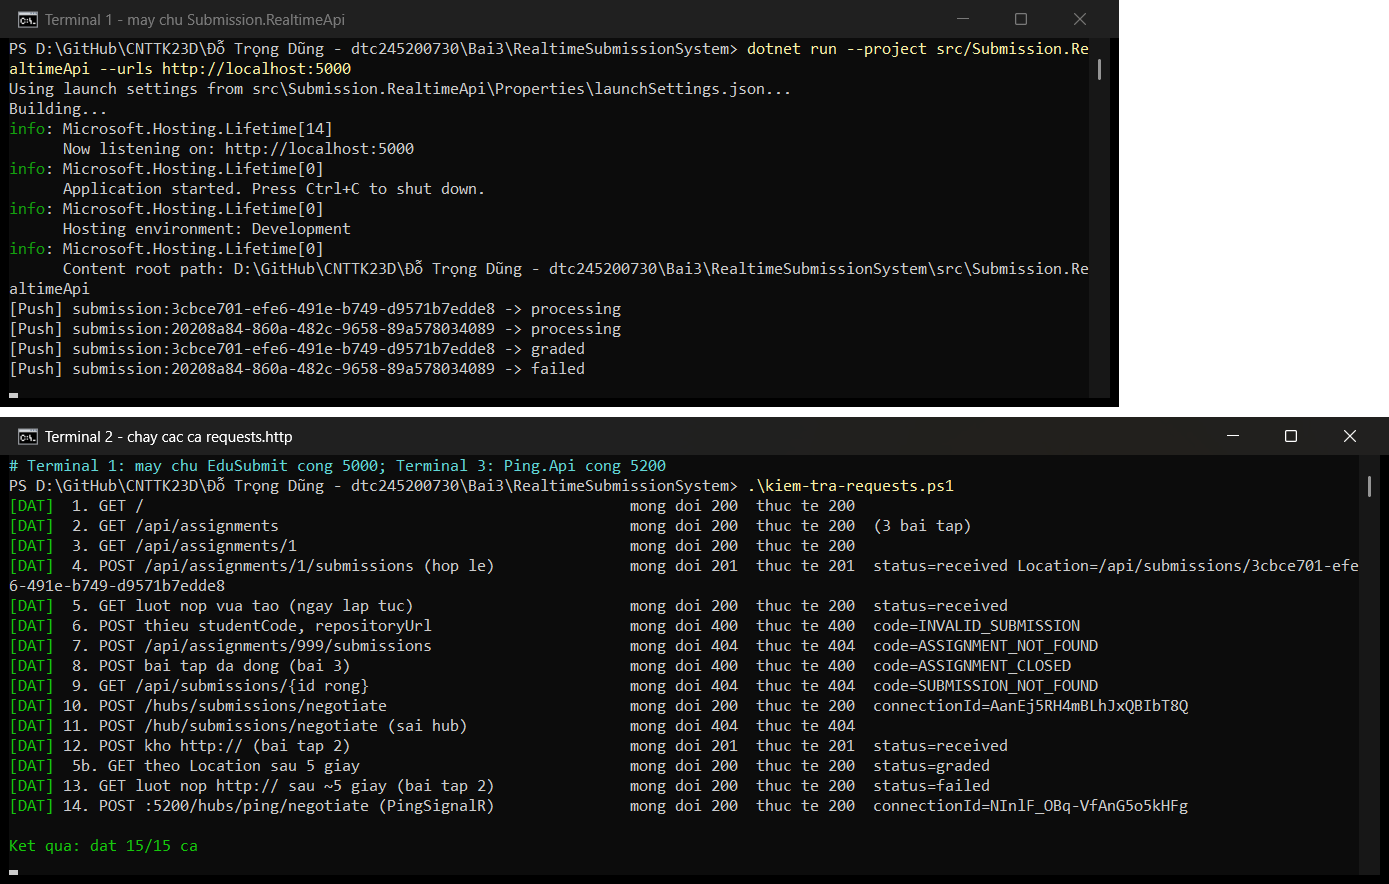 Terminal 1 - may chu Submission.RealtimeApi
PS D:\GitHub\CNTTK23D\Đỗ Trọng Dũng - dtc245200730\Bai3\RealtimeSubmissionSystem> dotnet run --project src/Submission.Re
altimeApi --urls http://localhost:5000
Using launch settings from src\Submission.RealtimeApi\Properties\launchSettings.json...
Building...
info: Microsoft.Hosting.Lifetime[14]
Now listening on: http://localhost:5000
info: Microsoft.Hosting.Lifetime[0]
Application started. Press Ctrl+C to shut down.
info: Microsoft.Hosting.Lifetime[0]
Hosting environment: Development
info: Microsoft.Hosting.Lifetime[0]
Content root path: D:\GitHub\CNTTK23D\Đỗ Trọng Dũng - dtc245200730\Bai3\RealtimeSubmissionSystem\src\Submission.Re
altimeApi
[Push] submission:3cbce701-efe6-491e-b749-d9571b7edde8 -> processing
[Push] submission:20208a84-860a-482c-9658-89a578034089 -> processing
[Push] submission:3cbce701-efe6-491e-b749-d9571b7edde8 -> graded
[Push] submission:20208a84-860a-482c-9658-89a578034089 -> failed
Terminal 2 - chay cac ca requests.http
# Terminal 1: may chu EduSubmit cong 5000; Terminal 3: Ping.Api cong 5200
PS D:\GitHub\CNTTK23D\Đỗ Trọng Dũng - dtc245200730\Bai3\RealtimeSubmissionSystem> .\kiem-tra-requests.ps1
[DAT] 1. GET / mong doi 200 thuc te 200
[DAT] 2. GET /api/assignments mong doi 200 thuc te 200 (3 bai tap)
[DAT] 3. GET /api/assignments/1 mong doi 200 thuc te 200
[DAT] 4. POST /api/assignments/1/submissions (hop le) mong doi 201 thuc te 201 status=received Location=/api/submissions/3cbce701-efe
6-491e-b749-d9571b7edde8
[DAT] 5. GET luot nop vua tao (ngay lap tuc) mong doi 200 thuc te 200 status=received
[DAT] 6. POST thieu studentCode, repositoryUrl mong doi 400 thuc te 400 code=INVALID_SUBMISSION
[DAT] 7. POST /api/assignments/999/submissions mong doi 404 thuc te 404 code=ASSIGNMENT_NOT_FOUND
[DAT] 8. POST bai tap da dong (bai 3) mong doi 400 thuc te 400 code=ASSIGNMENT_CLOSED
[DAT] 9. GET /api/submissions/{id rong} mong doi 404 thuc te 404 code=SUBMISSION_NOT_FOUND
[DAT] 10. POST /hubs/submissions/negotiate mong doi 200 thuc te 200 connectionId=AanEj5RH4mBLhJxQBIbT8Q
[DAT] 11. POST /hub/submissions/negotiate (sai hub) mong doi 404 thuc te 404
[DAT] 12. POST kho http:// (bai tap 2) mong doi 201 thuc te 201 status=received
[DAT] 5b. GET theo Location sau 5 giay mong doi 200 thuc te 200 status=graded
[DAT] 13. GET luot nop http:// sau ~5 giay (bai tap 2) mong doi 200 thuc te 200 status=failed
[DAT] 14. POST :5200/hubs/ping/negotiate (PingSignalR) mong doi 200 thuc te 200 connectionId=NInlF_OBq-VfAnG5o5kHFg
Ket qua: dat 15/15 ca